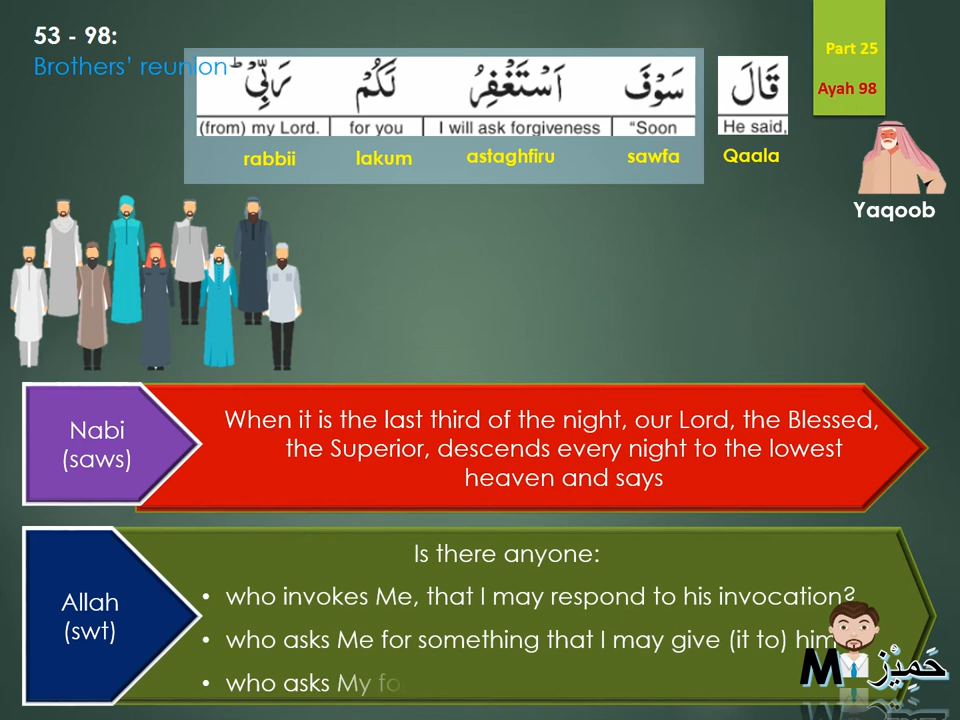 53 - 98:
Brothers’ reunion
Part 25
Ayah 98
قَالَ سَوْفَ اَسْتَغْفِرُ لَكُمْ رَبِّىْ ؕ
He said, “Soon I will ask forgiveness for you (from) my Lord.
Qaala sawfa astaghfiru lakum rabbii
Yaqoob
Nabi
(saws)
When it is the last third of the night, our Lord, the Blessed,
the Superior, descends every night to the lowest
heaven and says
Allah
(swt)
Is there anyone:
• who invokes Me, that I may respond to his invocation?
• who asks Me for something that I may give (it to) him
• who asks My fo
M حَمِيْز